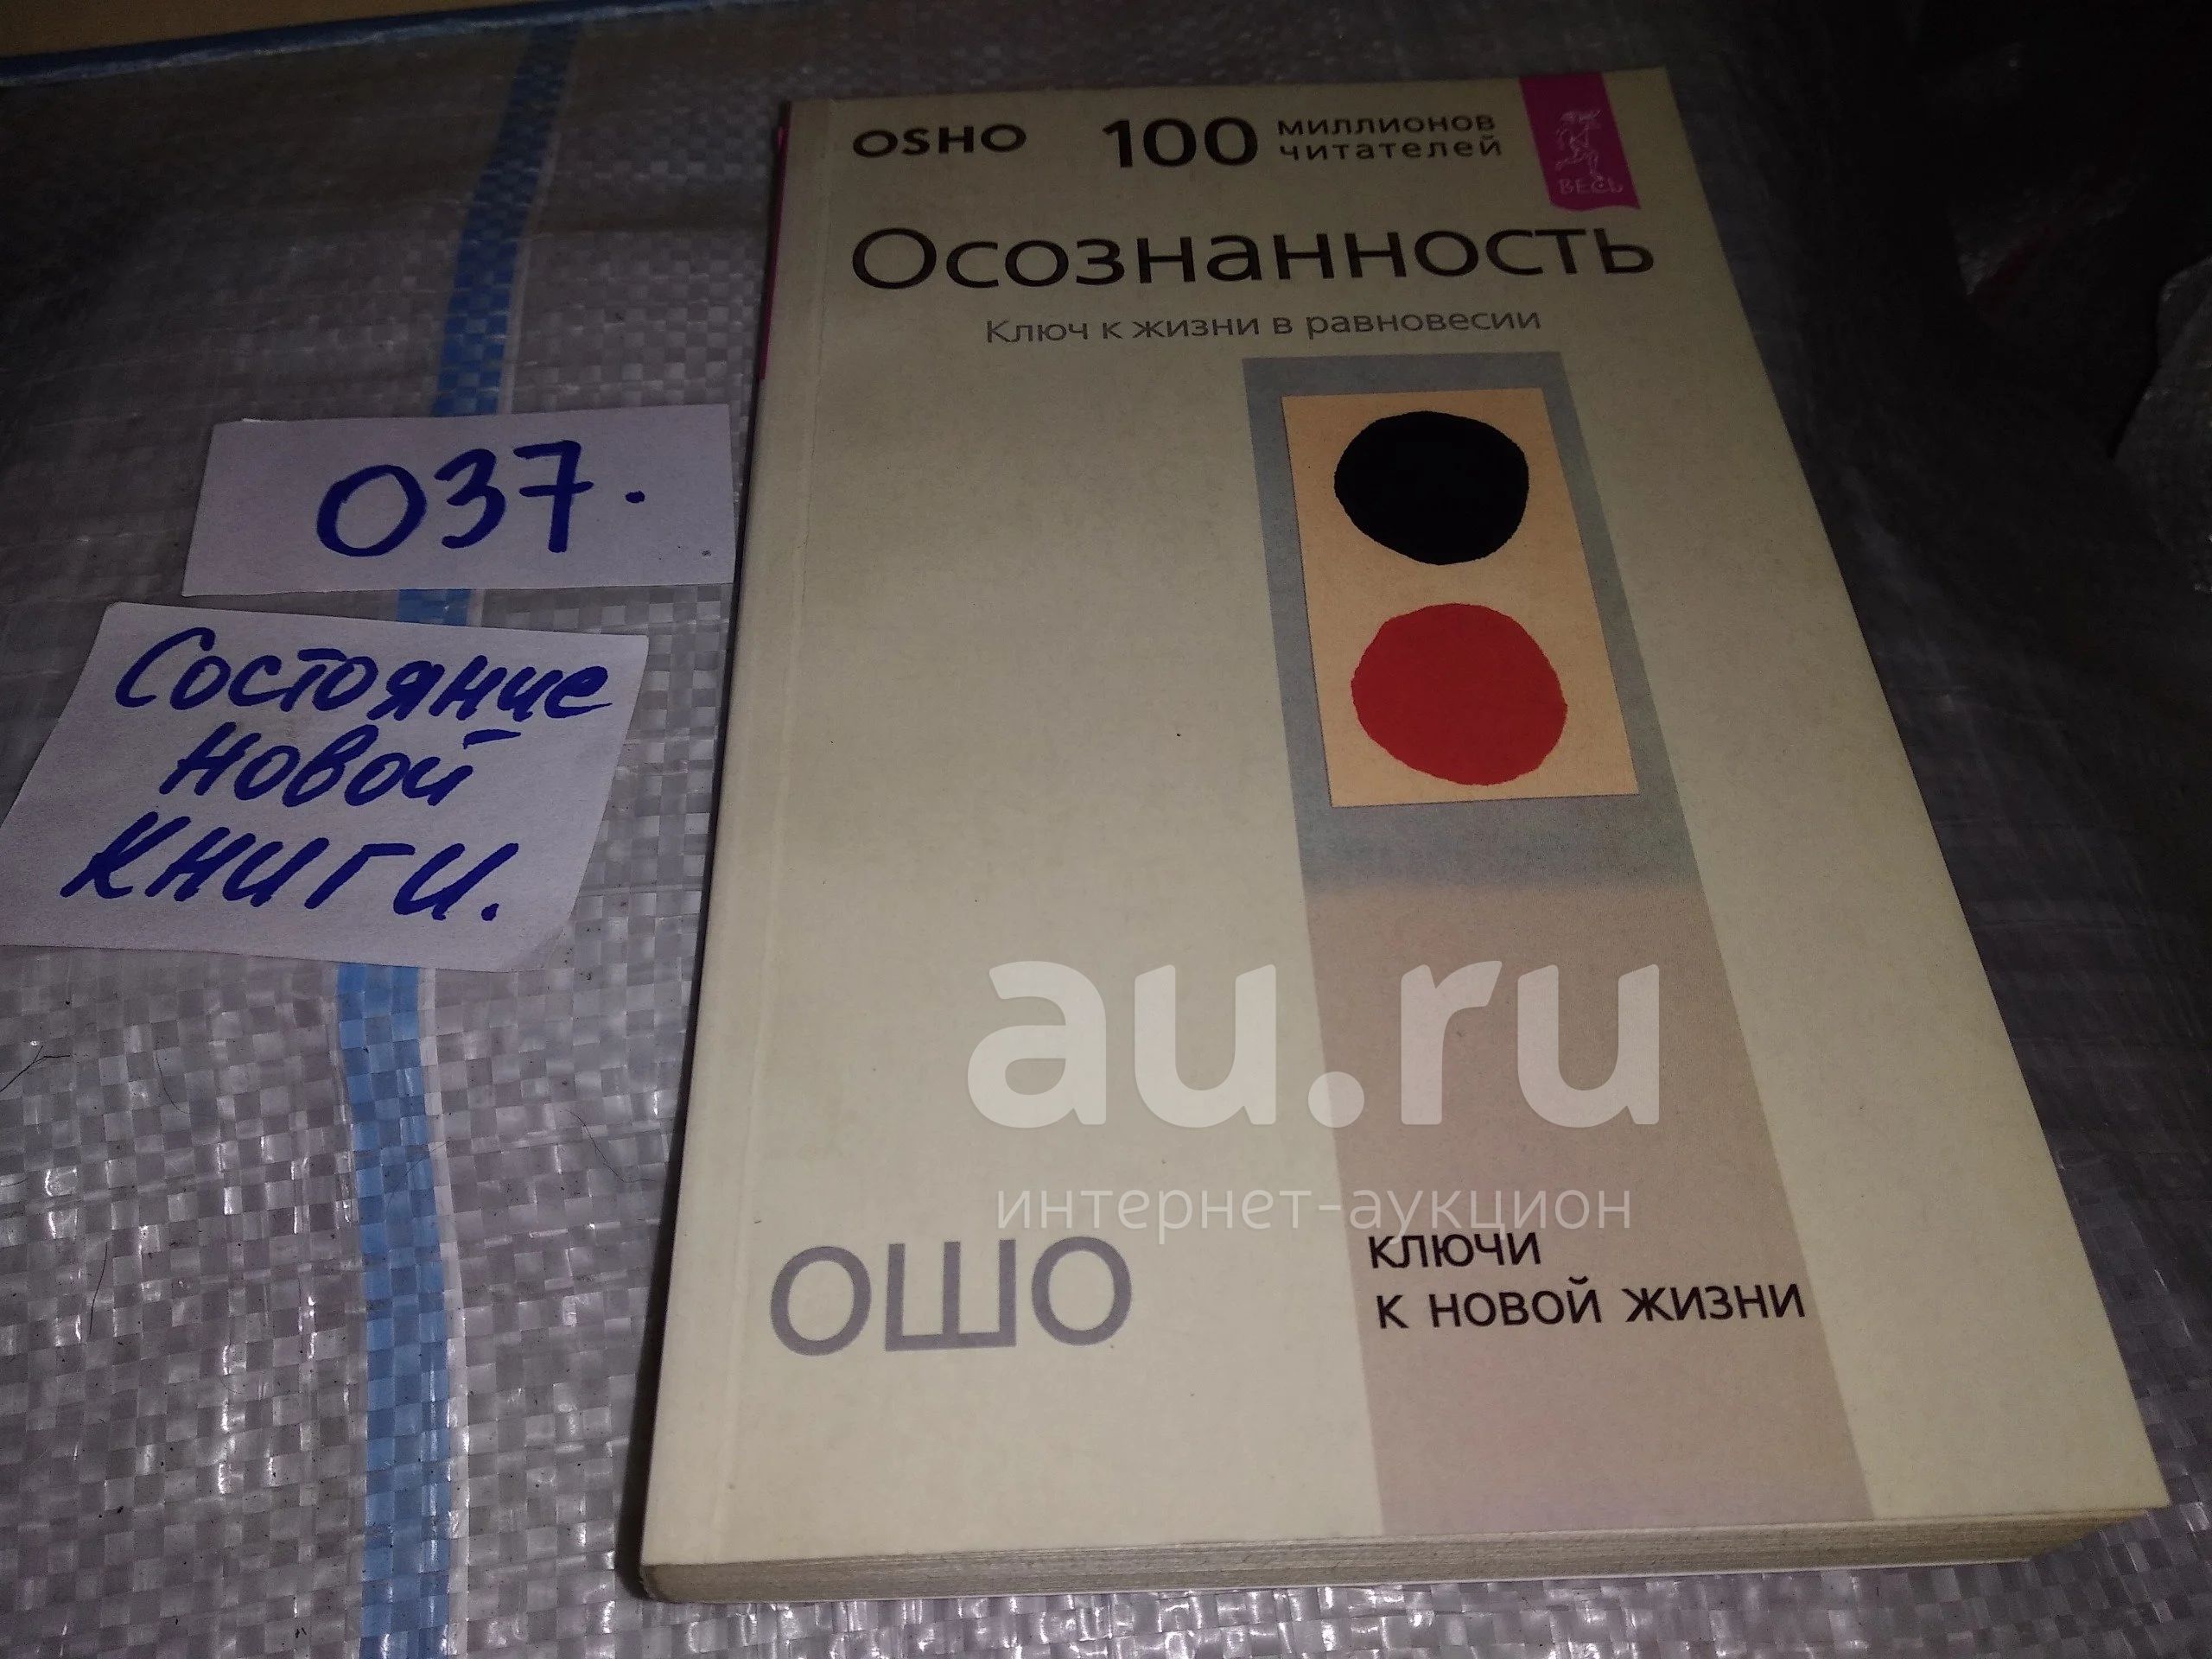 OSHO
100
МИЛЛИОНОВ
ЧИТАТЕЛЕЙ
ВЕСЬ
Осознанность
Ключ к жизни в равновесии
037.
Состояние
новой
книги.
au.ru
интернет-аукцион
ОШО
КЛЮЧИ
К НОВОЙ ЖИЗНИ